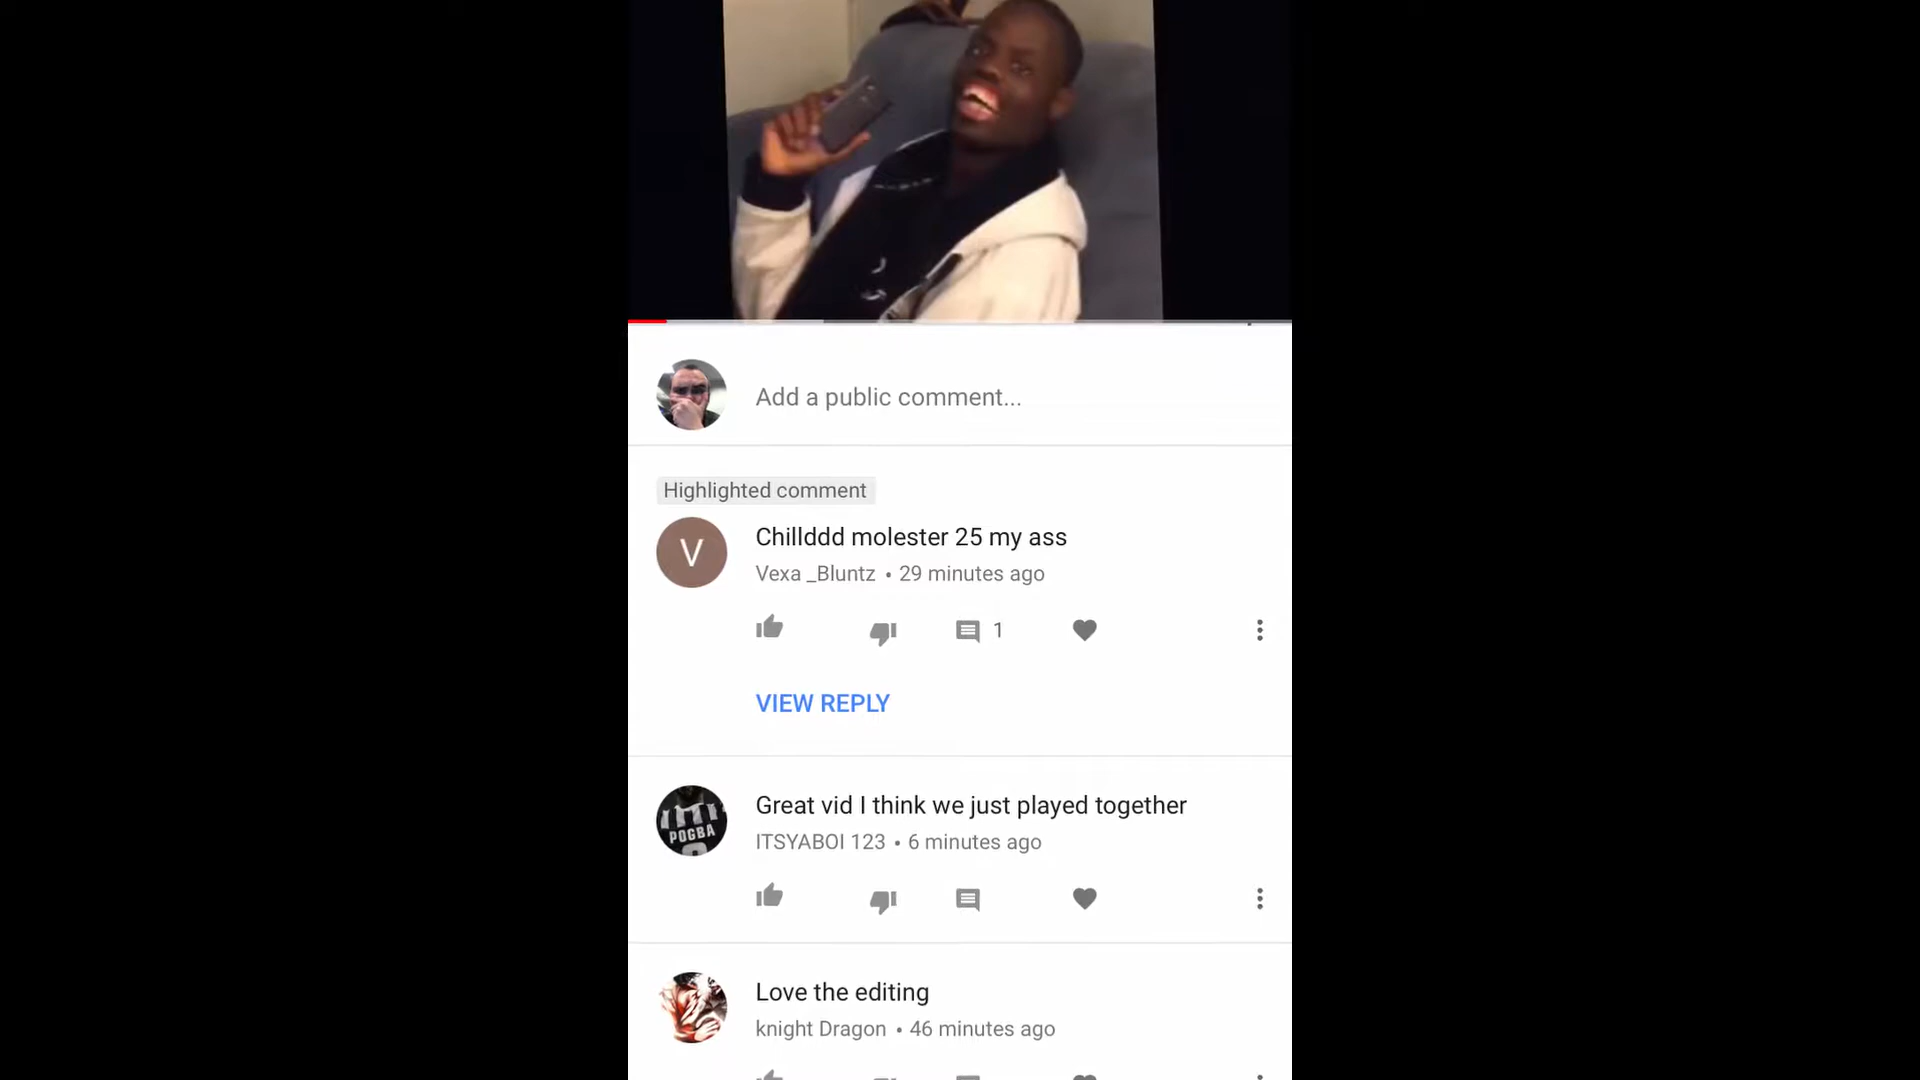 Add a public comment...
Highlighted comment
V
Chillddd molester 25 my ass
Vexa _Bluntz • 29 minutes ago
1
VIEW REPLY
POGBA
Great vid I think we just played together
ITSYABOI 123 • 6 minutes ago
Love the editing
knight Dragon • 46 minutes ago